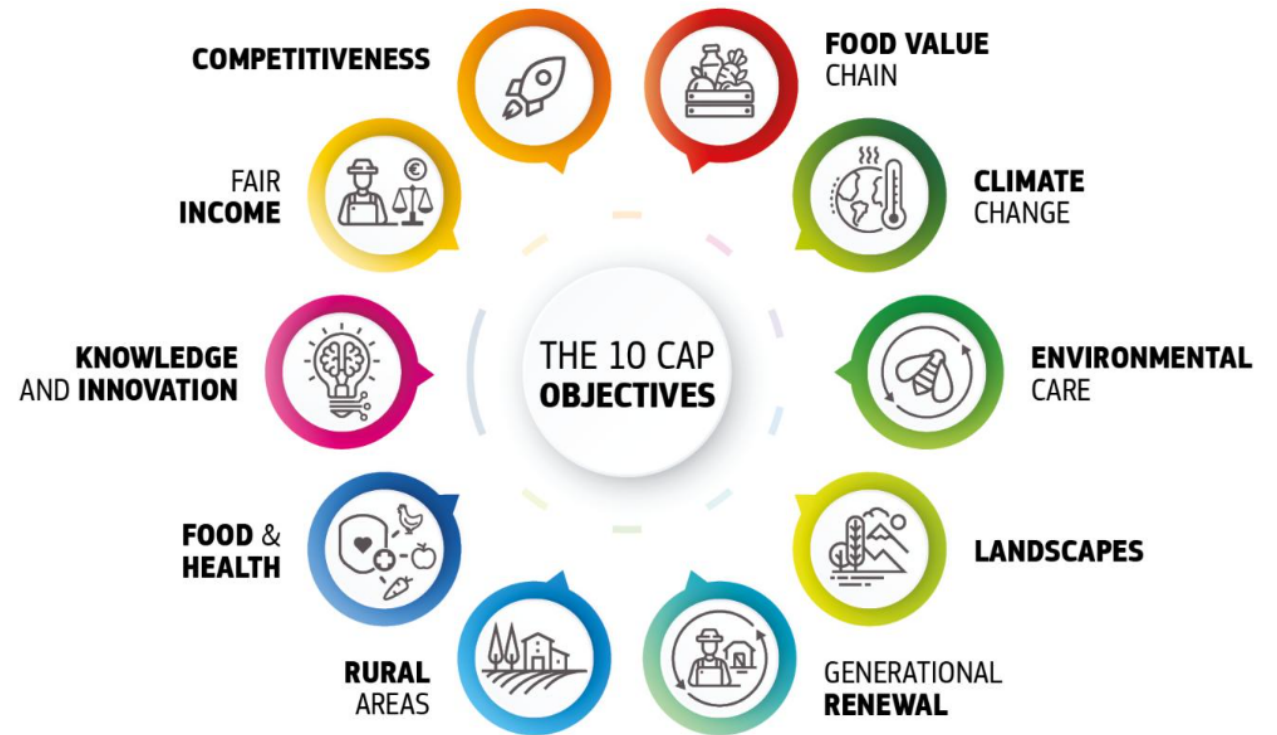 COMPETITIVENESS
FOOD VALUE
CHAIN
FAIR
INCOME
€
CLIMATE
CHANGE
KNOWLEDGE
AND INNOVATION
THE 10 CAP
OBJECTIVES
ENVIRONMENTAL
CARE
FOOD &
HEALTH
LANDSCAPES
RURAL
AREAS
GENERATIONAL
RENEWAL